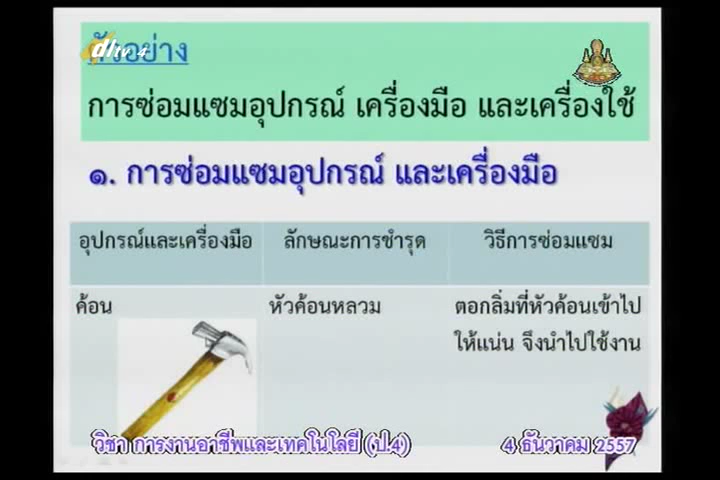 dltv 4
ตัวอย่าง
การซ่อมแซมอุปกรณ์ เครื่องมือ และเครื่องใช้
๑. การซ่อมแซมอุปกรณ์ และเครื่องมือ
อุปกรณ์และเครื่องมือ ลักษณะการชำรุด วิธีการซ่อมแซม
ค้อน หัวค้อนหลวม ตอกลิ่มที่หัวค้อนเข้าไป
ให้แน่น จึงนำไปใช้งาน
วิชา การงานอาชีพและเทคโนโลยี (ป.4) 4 ธันวาคม 2557